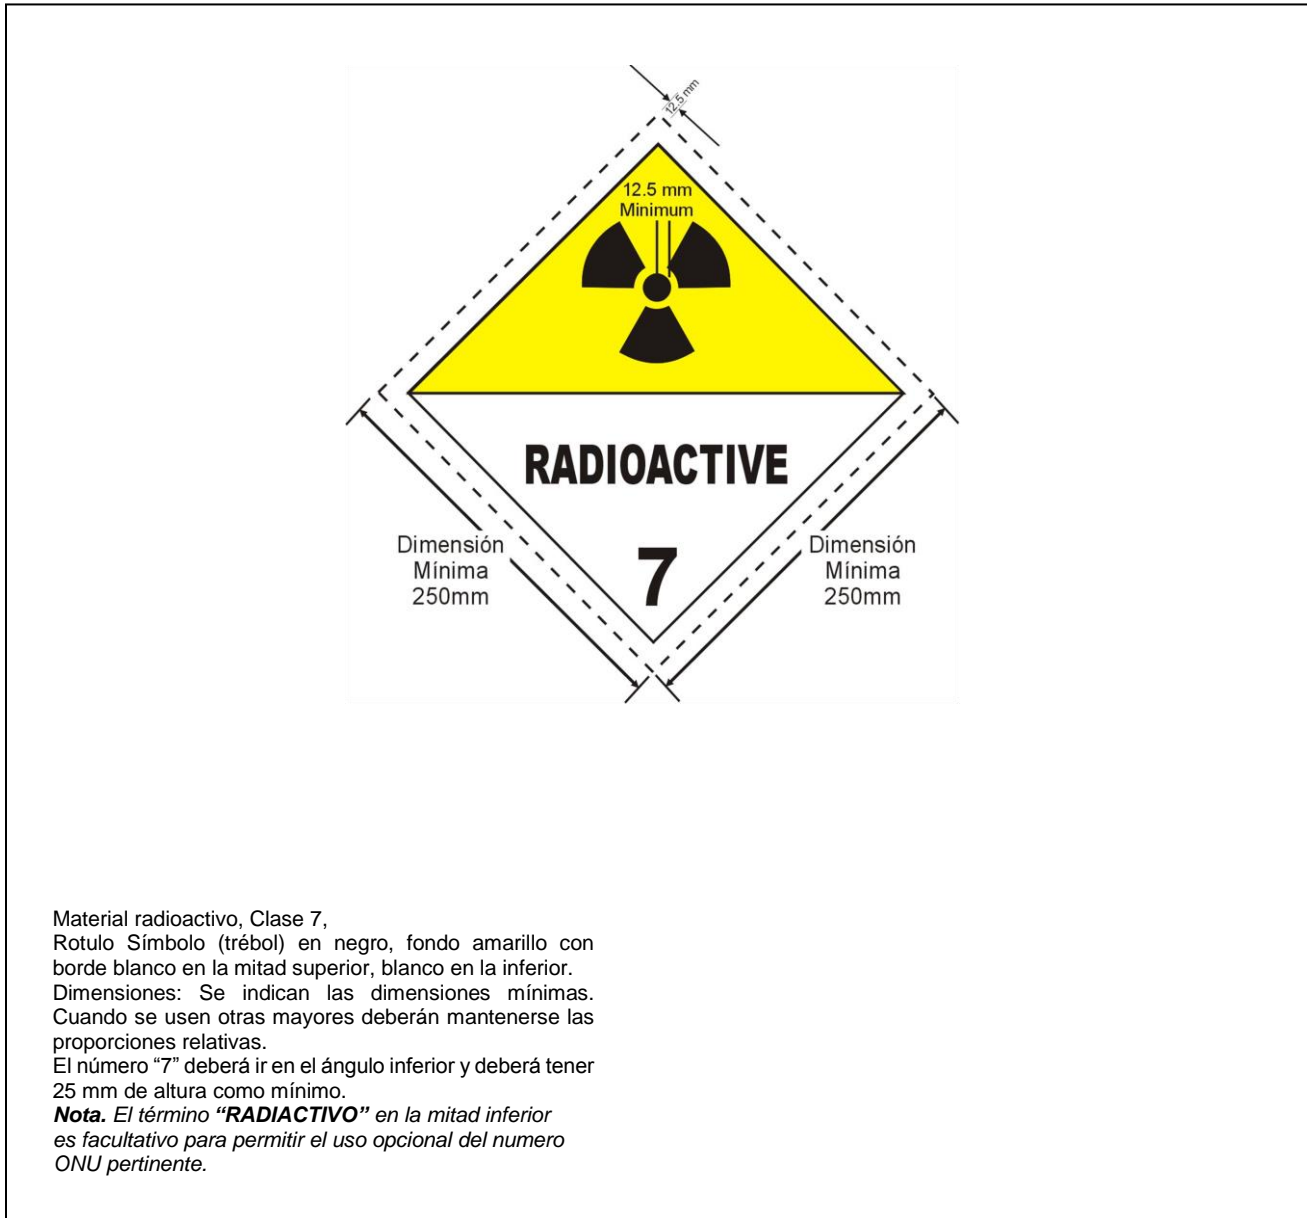 12.5 mm
12.5 mm
Minimum
RADIOACTIVE
7
Dimensión
Mínima
250mm
Dimensión
Mínima
250mm
Material radioactivo, Clase 7,
Rotulo Símbolo (trébol) en negro, fondo amarillo con
borde blanco en la mitad superior, blanco en la inferior.
Dimensiones: Se indican las dimensiones mínimas.
Cuando se usen otras mayores deberán mantenerse las
proporciones relativas.
El número “7” deberá ir en el ángulo inferior y deberá tener
25 mm de altura como mínimo.
Nota. El término “RADIACTIVO” en la mitad inferior
es facultativo para permitir el uso opcional del numero
ONU pertinente.